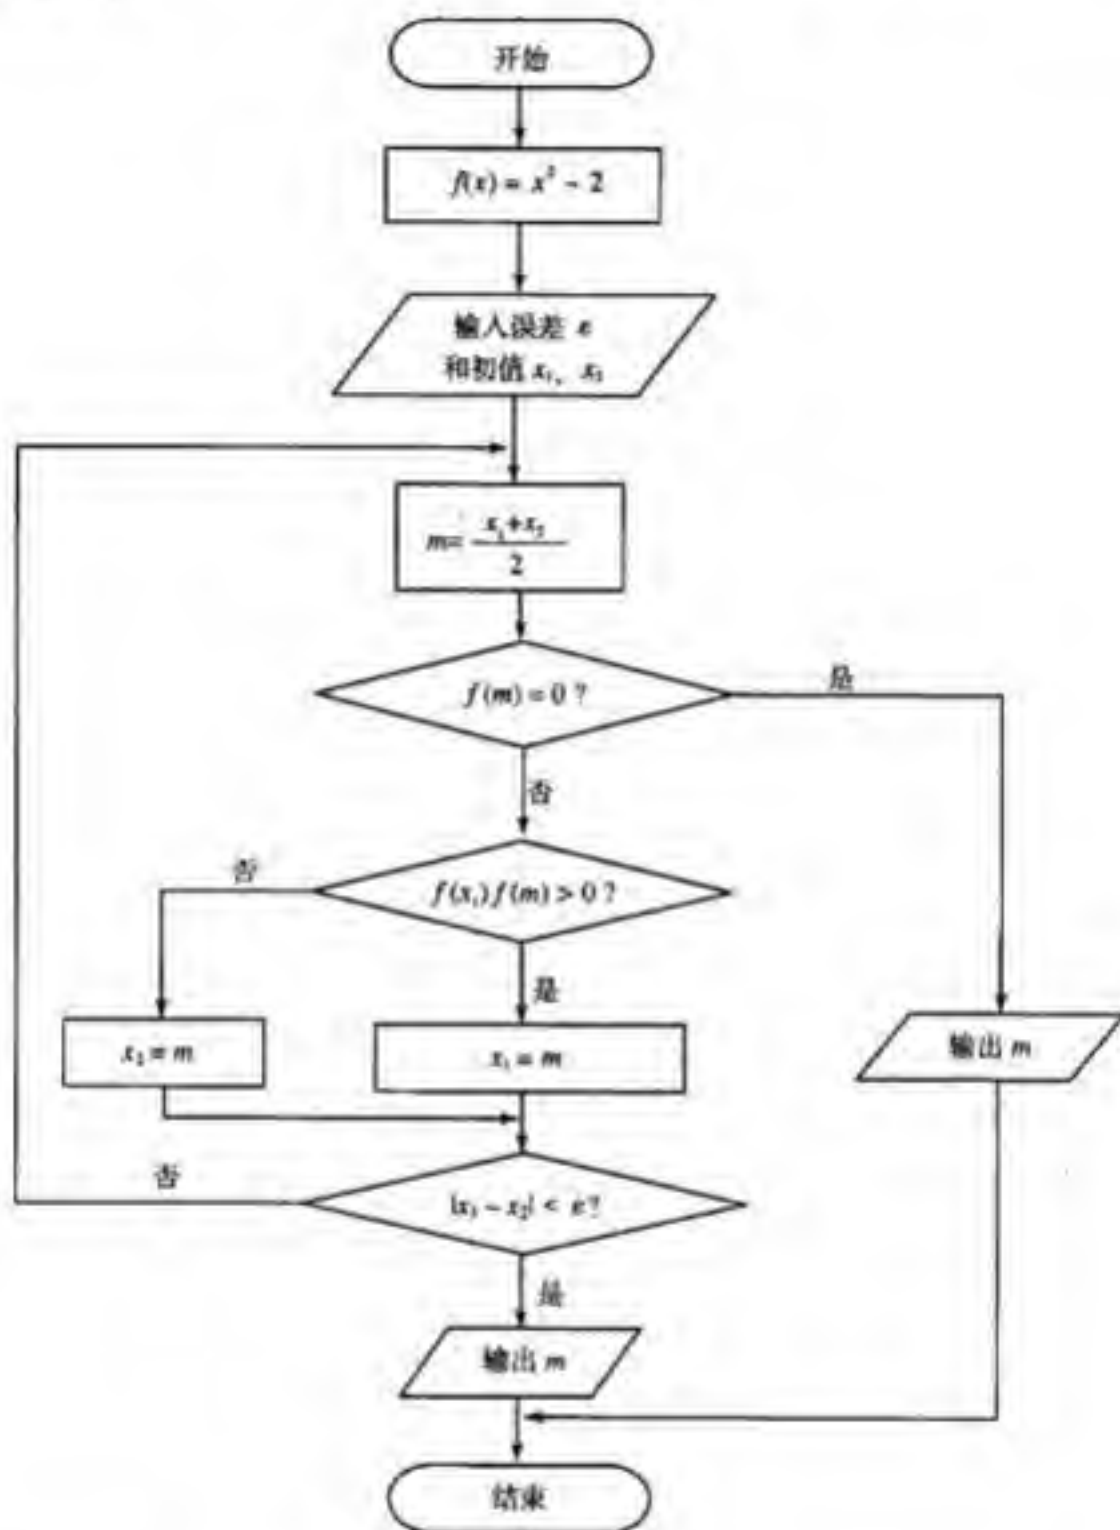 开始
f(x) = x² - 2
输入误差 ε
和初值 x₁、x₂
m= x₁+x₂
2
f(m) = 0 ?
是
否
f(x₁)f(m) > 0 ?
否
是
x₂ = m
x₁ = m
输出 m
|x₁ - x₂| < ε ?
否
是
输出 m
结束